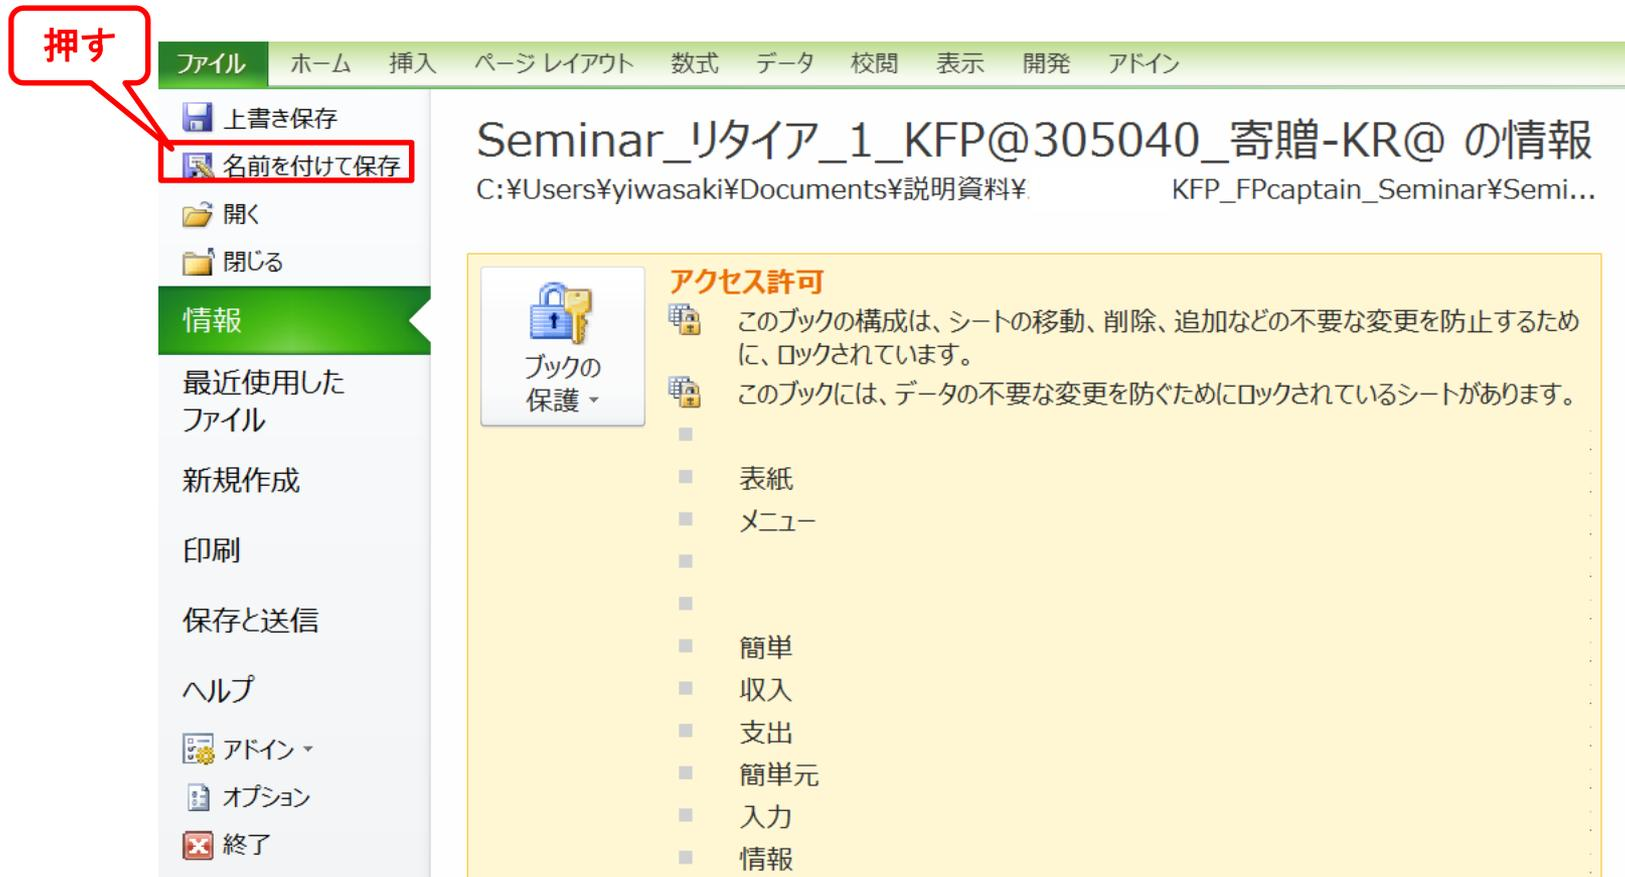 押す
ファイル ホーム 挿入 ページ レイアウト 数式 データ 校閲 表示 開発 アドイン
上書き保存
名前を付けて保存
開く
閉じる
情報
最近使用した
ファイル
新規作成
印刷
保存と送信
ヘルプ
アドイン
オプション
終了
Seminar_リタイア_1_KFP@305040_寄贈-KR@ の情報
C:¥Users¥yiwasaki¥Documents¥説明資料¥. KFP_FPcaptain_Seminar¥Semi...
ブックの
保護
アクセス許可
このブックの構成は、シートの移動、削除、追加などの不要な変更を防止するため
に、ロックされています。
このブックには、データの不要な変更を防ぐためにロックされているシートがあります。
表紙
メニュー
簡単
収入
支出
簡単元
入力
情報